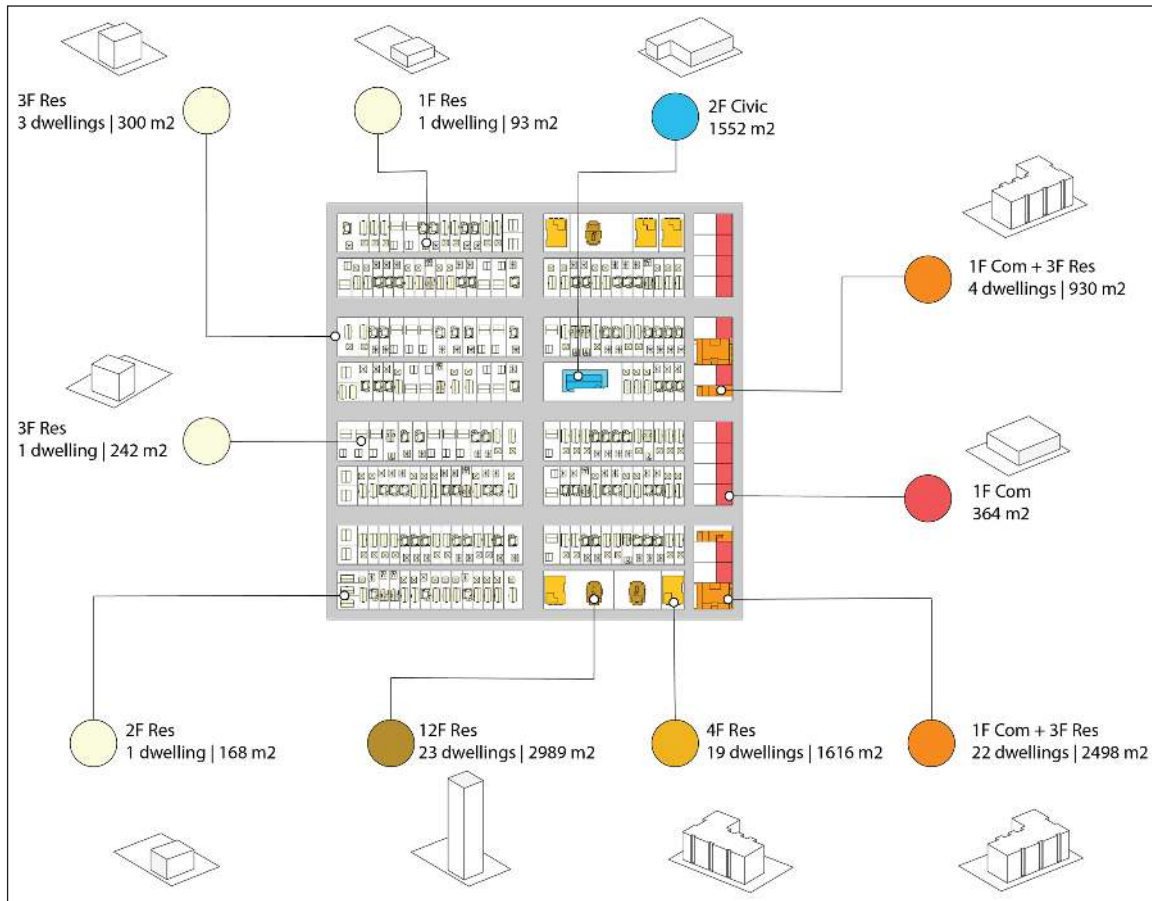 3F Res
3 dwellings | 300 m2
1F Res
1 dwelling | 93 m2
2F Civic
1552 m2
1F Com + 3F Res
4 dwellings | 930 m2
3F Res
1 dwelling | 242 m2
1F Com
364 m2
2F Res
1 dwelling | 168 m2
12F Res
23 dwellings | 2989 m2
4F Res
19 dwellings | 1616 m2
1F Com + 3F Res
22 dwellings | 2498 m2